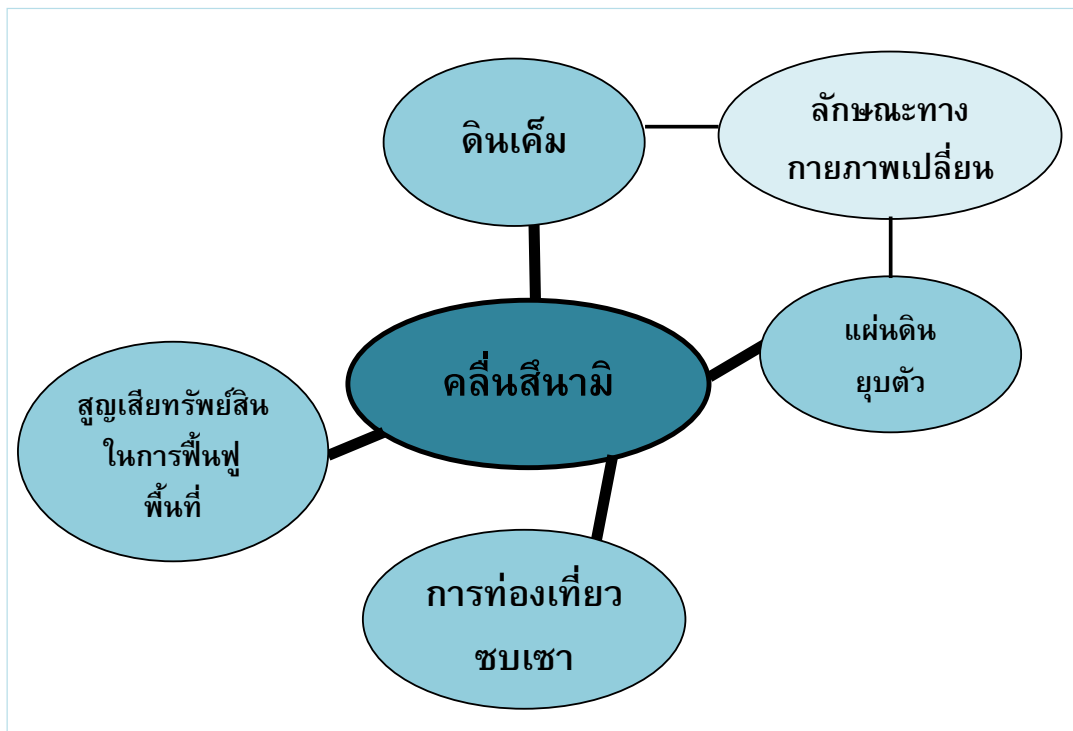 ดินเค็ม
ลักษณะทาง
กายภาพเปลี่ยน
คลื่นสึนามิ
แผ่นดิน
ยุบตัว
สูญเสียทรัพย์สิน
ในการฟื้นฟู
พื้นที่
การท่องเที่ยว
ซบเซา